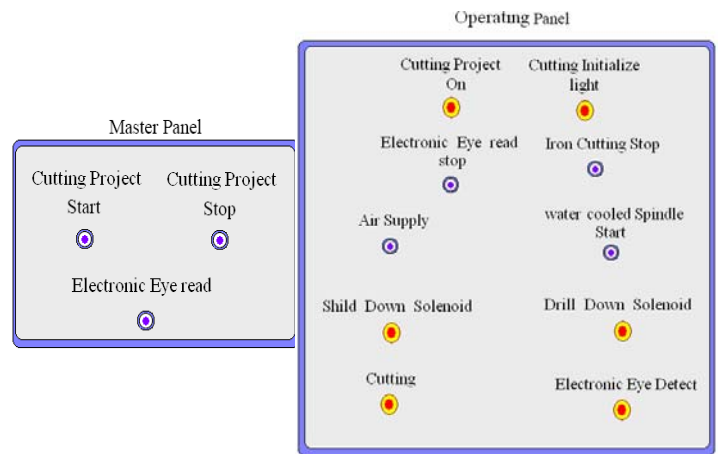 Operating Panel
Cutting Project
On
Cutting Initialize
light
Master Panel
Electronic Eye read
stop
Iron Cutting Stop
Cutting Project
Start
Cutting Project
Stop
Air Supply
water cooled Spindle
Start
Electronic Eye read
Shild Down Solenoid
Drill Down Solenoid
Cutting
Electronic Eye Detect